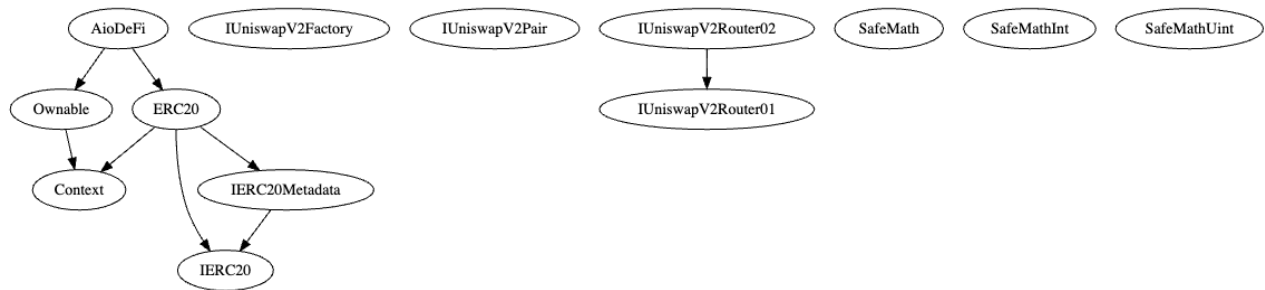 AioDeFi
IUniswapV2Factory
IUniswapV2Pair
IUniswapV2Router02
SafeMath
SafeMathInt
SafeMathUint
Ownable
ERC20
IUniswapV2Router01
Context
IERC20Metadata
IERC20